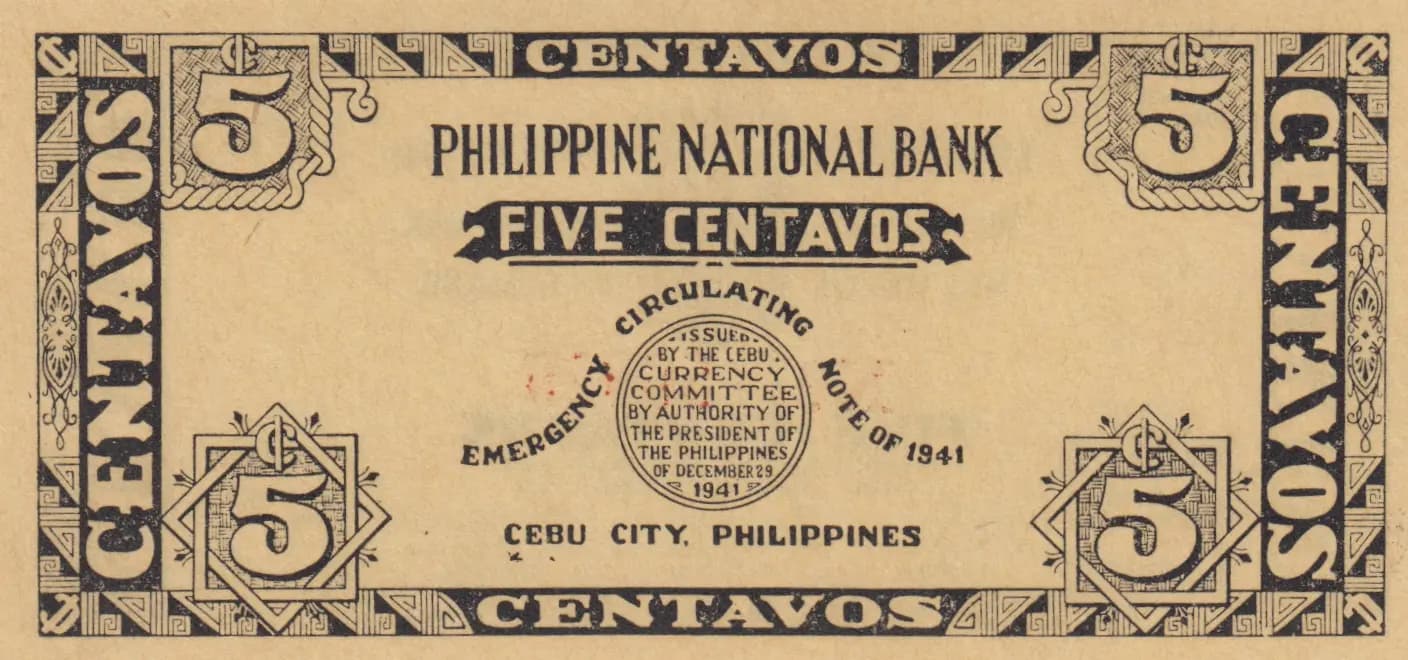 CENTAVOS
5
5
PHILIPPINE NATIONAL BANK
FIVE CENTAVOS
CENTAVOS
CENTAVOS
EMERGENCY CIRCULATING NOTE OF 1941
ISSUED
BY THE CEBU
CURRENCY
COMMITTEE
BY AUTHORITY OF
THE PRESIDENT OF
THE PHILIPPINES
OF DECEMBER 29
1941
5
5
CEBU CITY, PHILIPPINES
CENTAVOS